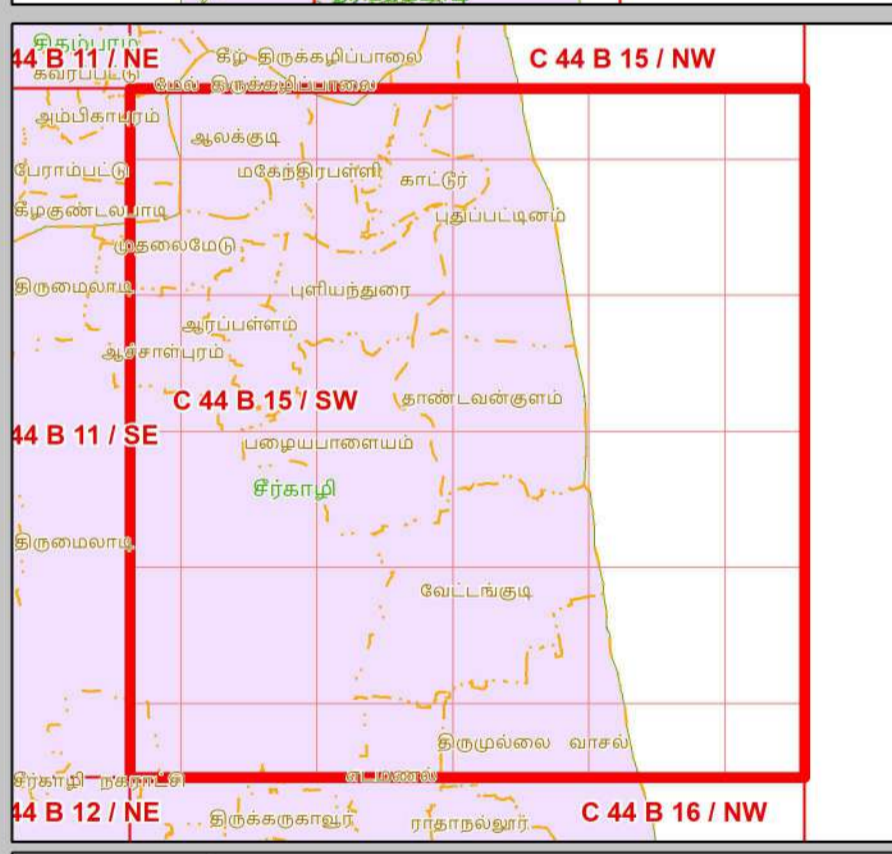 சிதம்பரம்
44 B 11 / NE
கீழ் திருக்கழிப்பாலை
C 44 B 15 / NW
கவரப்பட்டு
மேல் திருக்கழிப்பாலை
அம்பிகாபுரம்
ஆலக்குடி
பேராம்பட்டு
மகேந்திரபள்ளி
காட்டூர்
கீழகுண்டலபாடி
புதுப்பட்டினம்
முதலைமேடு
திருமைலாடி
புளியந்துரை
ஆரப்பள்ளம்
ஆச்சாள்புரம்
C 44 B 15 / SW
தாண்டவன்குளம்
44 B 11 / SE
பழையபாளையம்
சீர்காழி
திருமைலாடி
வேட்டங்குடி
திருமுல்லை வாசல்
சீர்காழி நகராட்சி
எடமணல்
44 B 12 / NE
திருக்கருகாவூர்
ராதாநல்லூர்
C 44 B 16 / NW